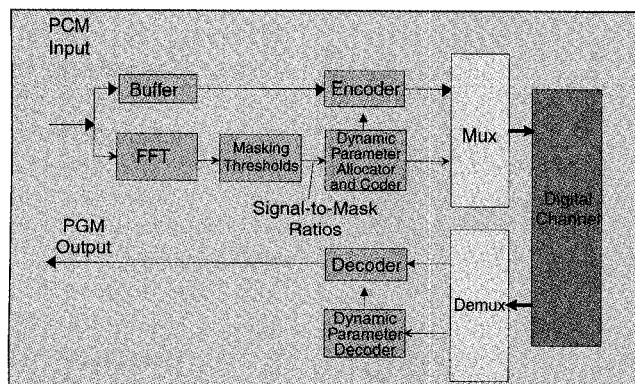 PCM
Input
Buffer
Encoder
Mux
FFT
Masking
Thresholds
Dynamic
Parameter
Allocator
and Coder
Signal-to-Mask
Ratios
Digital
Channel
PGM
Output
Decoder
Demux
Dynamic
Parameter
Decoder